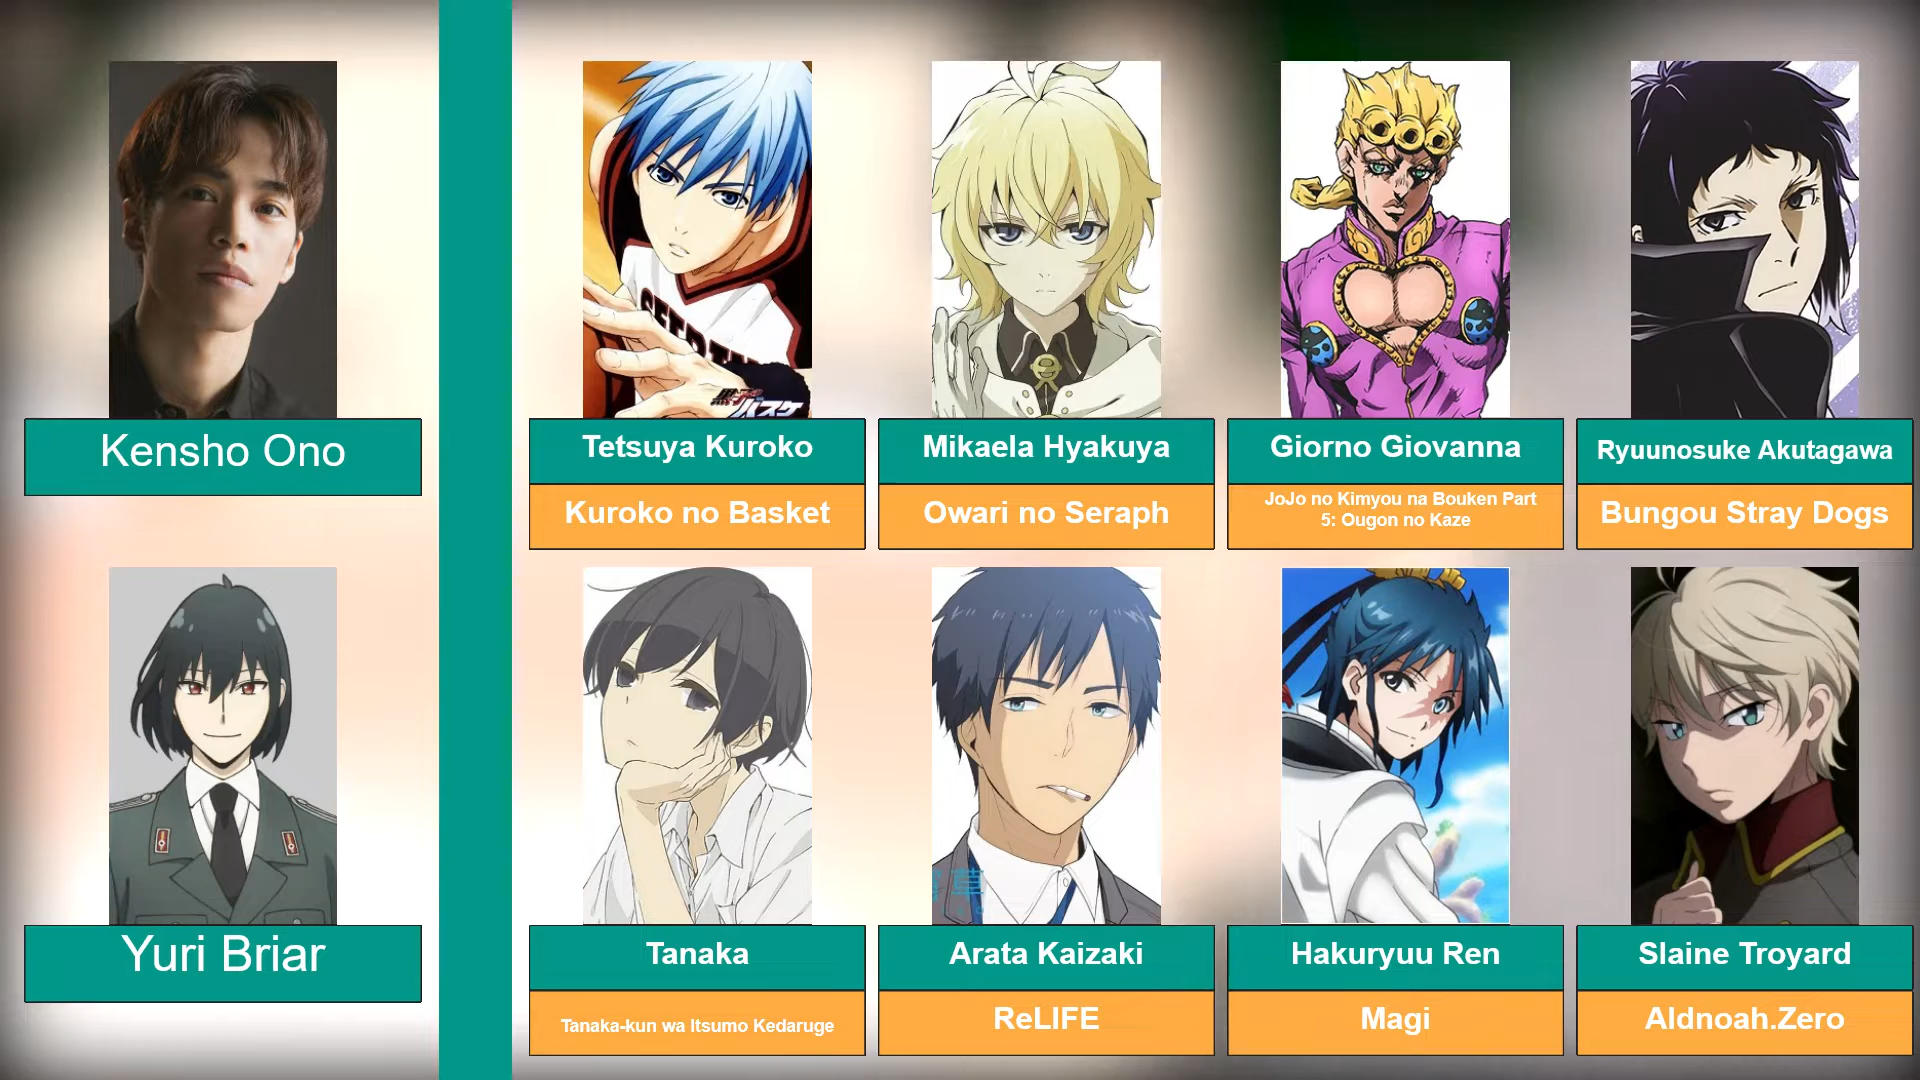 Kensho Ono
Tetsuya Kuroko
Mikaela Hyakuya
Giorno Giovanna
Ryuunosuke Akutagawa
Kuroko no Basket
Owari no Seraph
JoJo no Kimyou na Bouken Part
5: Ougon no Kaze
Bungou Stray Dogs
Yuri Briar
Tanaka
Arata Kaizaki
Hakuryuu Ren
Slaine Troyard
Tanaka-kun wa Itsumo Kedaruge
ReLIFE
Magi
Aldnoah.Zero